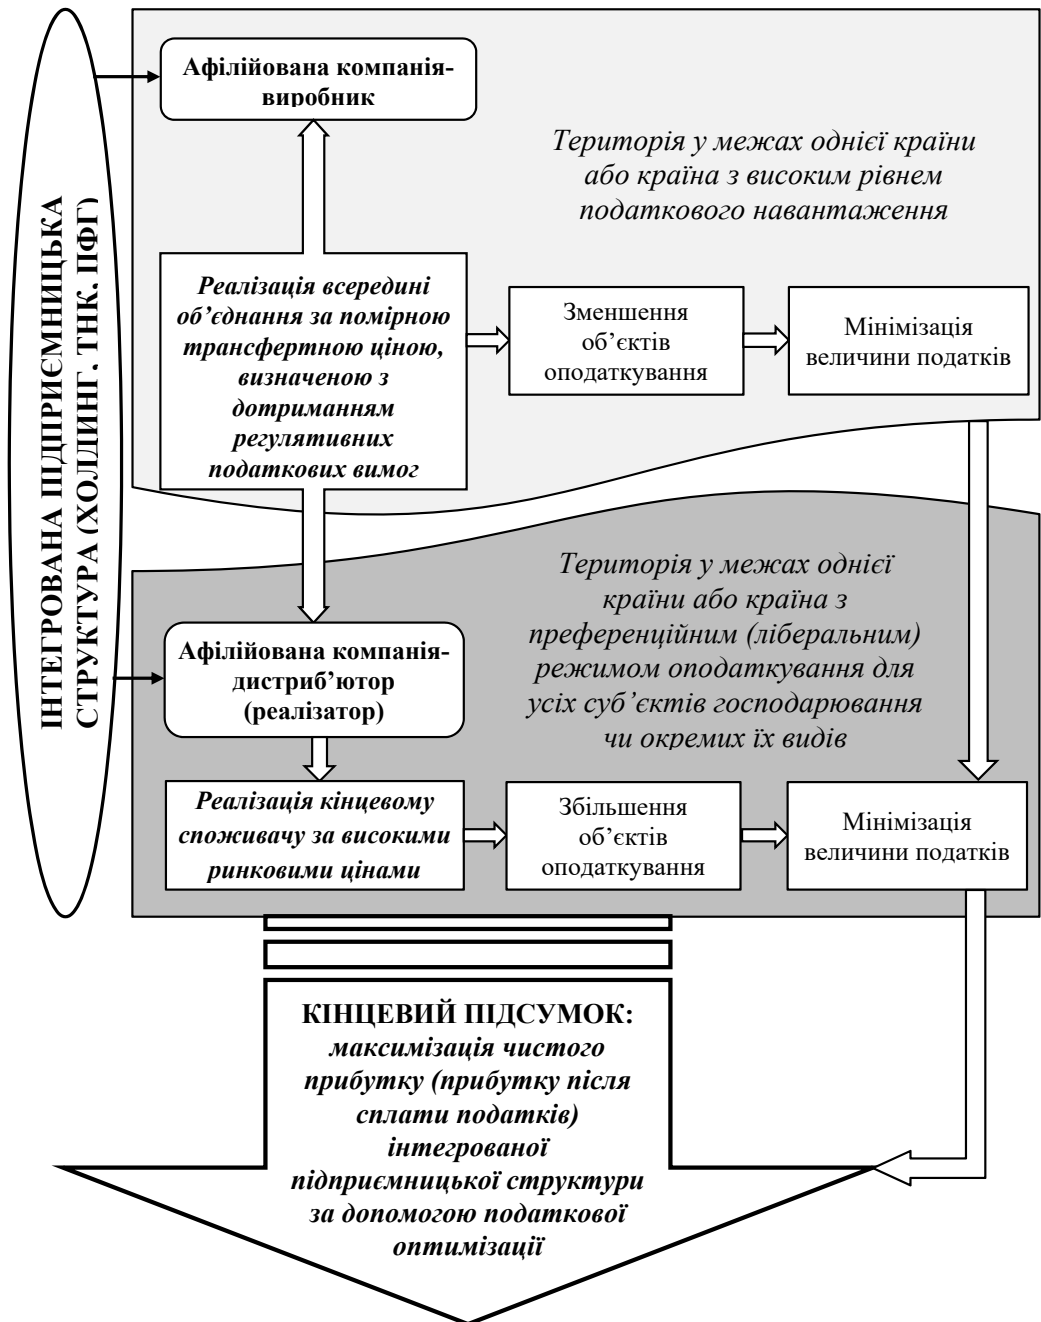 ІНТЕГРОВАНА ПІДПРИЄМНИЦЬКА
СТРУКТУРА (ХОЛДИНГ, ТНК, ПФГ)
Афілійована компанія-
виробник
Територія у межах однієї країни
або країна з високим рівнем
податкового навантаження
Реалізація всередині
об’єднання за помірною
трансфертною ціною,
визначеною з
дотриманням
регулятивних
податкових вимог
Зменшення
об’єктів
оподаткування
Мінімізація
величини податків
Територія у межах однієї
країни або країна з
преференційним (ліберальним)
режимом оподаткування для
усіх суб’єктів господарювання
чи окремих їх видів
Афілійована компанія-
дистриб’ютор
(реалізатор)
Реалізація кінцевому
споживачу за високими
ринковими цінами
Збільшення
об’єктів
оподаткування
Мінімізація
величини податків
КІНЦЕВИЙ ПІДСУМОК:
максимізація чистого
прибутку (прибутку після
сплати податків)
інтегрованої
підприємницької структури
за допомогою податкової
оптимізації